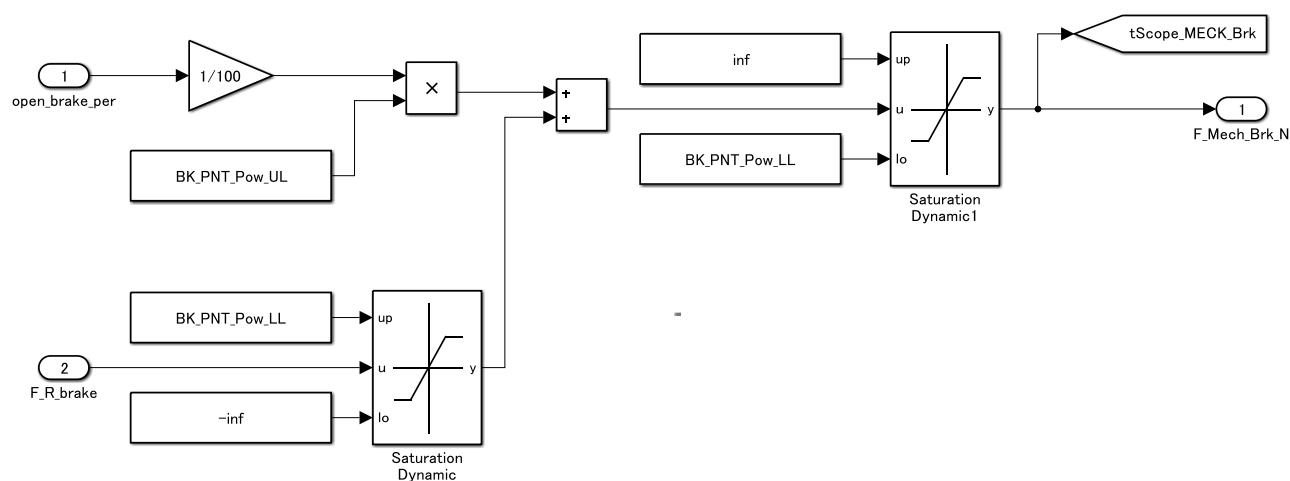 1
open_brake_per
1/100
×
BK_PNT_Pow_UL
+
+
inf
BK_PNT_Pow_LL
up
u
lo
y
Saturation
Dynamic1
tScope_MECK_Brk
1
F_Mech_Brk_N
BK_PNT_Pow_LL
2
F_R_brake
-inf
up
u
lo
y
Saturation
Dynamic